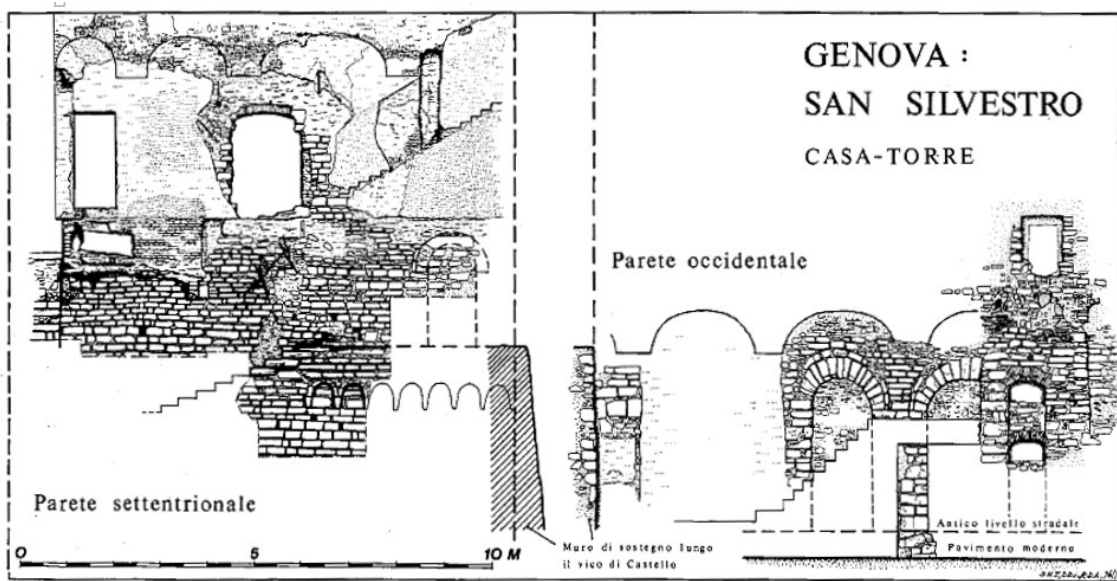 GENOVA :
SAN SILVESTRO
CASA-TORRE
Parete occidentale
Parete settentrionale
Antico livello stradale
Pavimento moderno
Muro di sostegno lungo
il vico di Castello
0 5 10 M